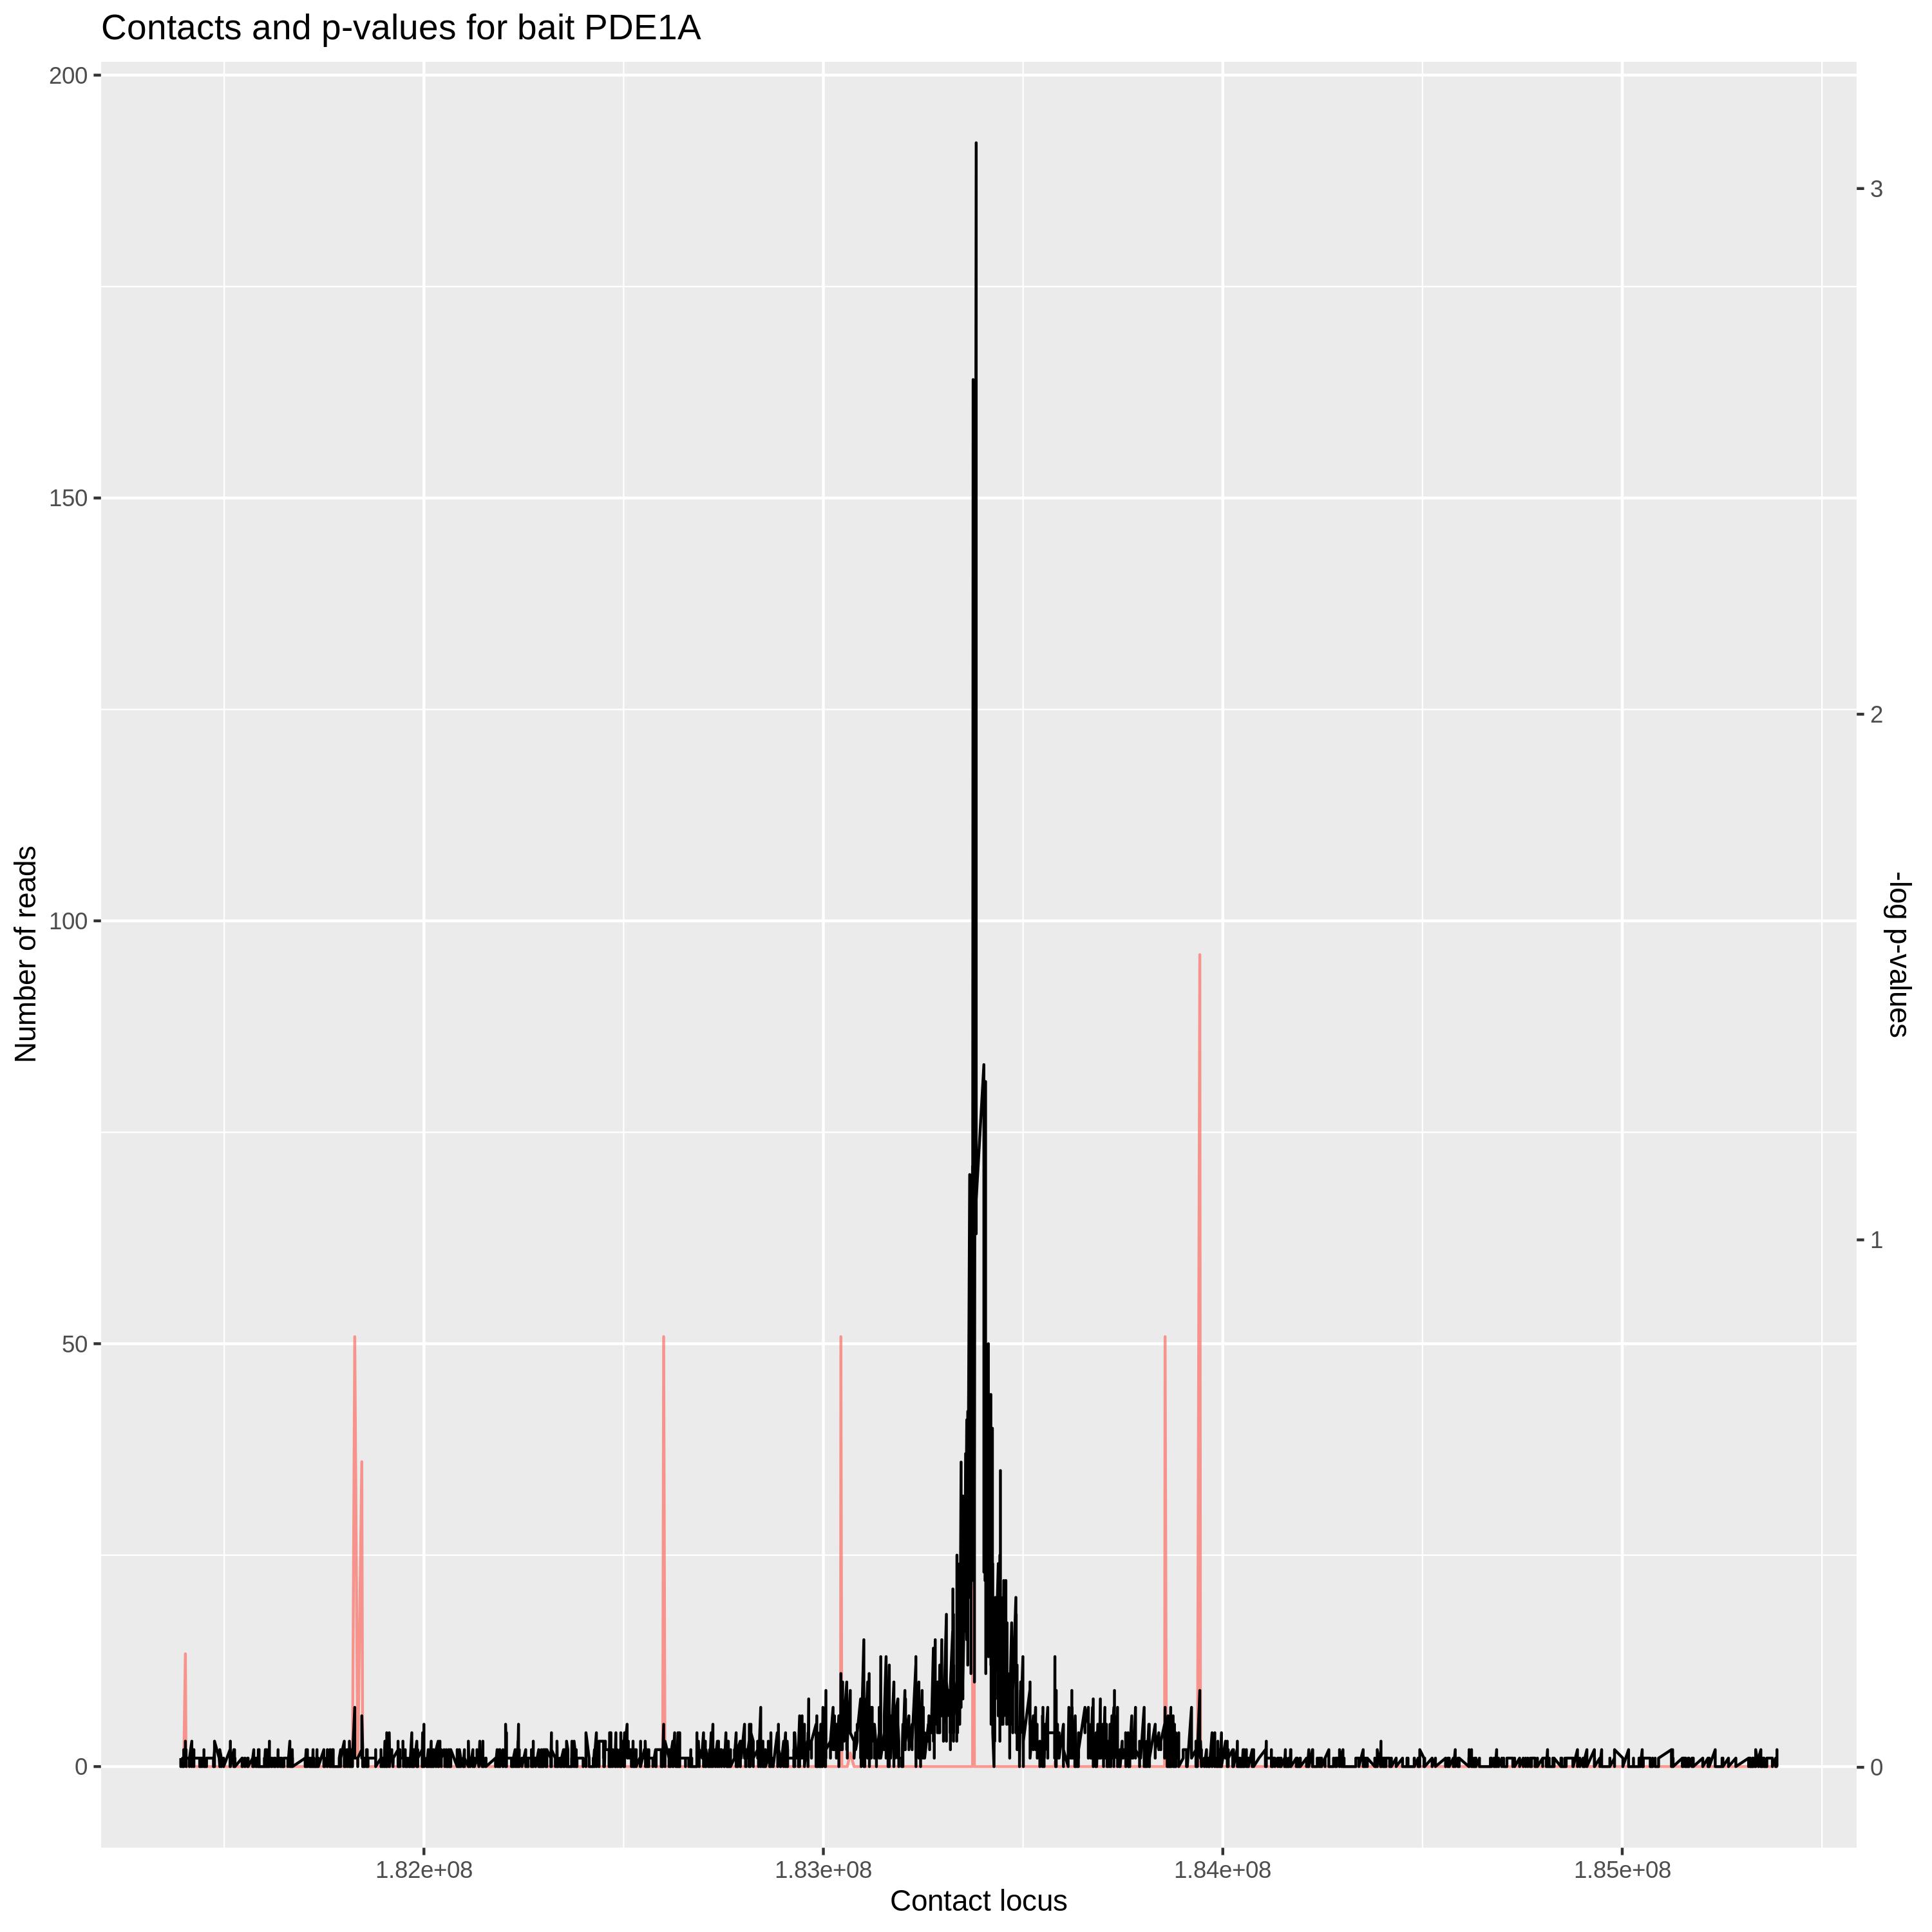 Contacts and p-values for bait PDE1A
200
150
100
50
0
3
2
1
0
Number of reads
-log p-values
1.82e+08
1.83e+08
1.84e+08
1.85e+08
Contact locus